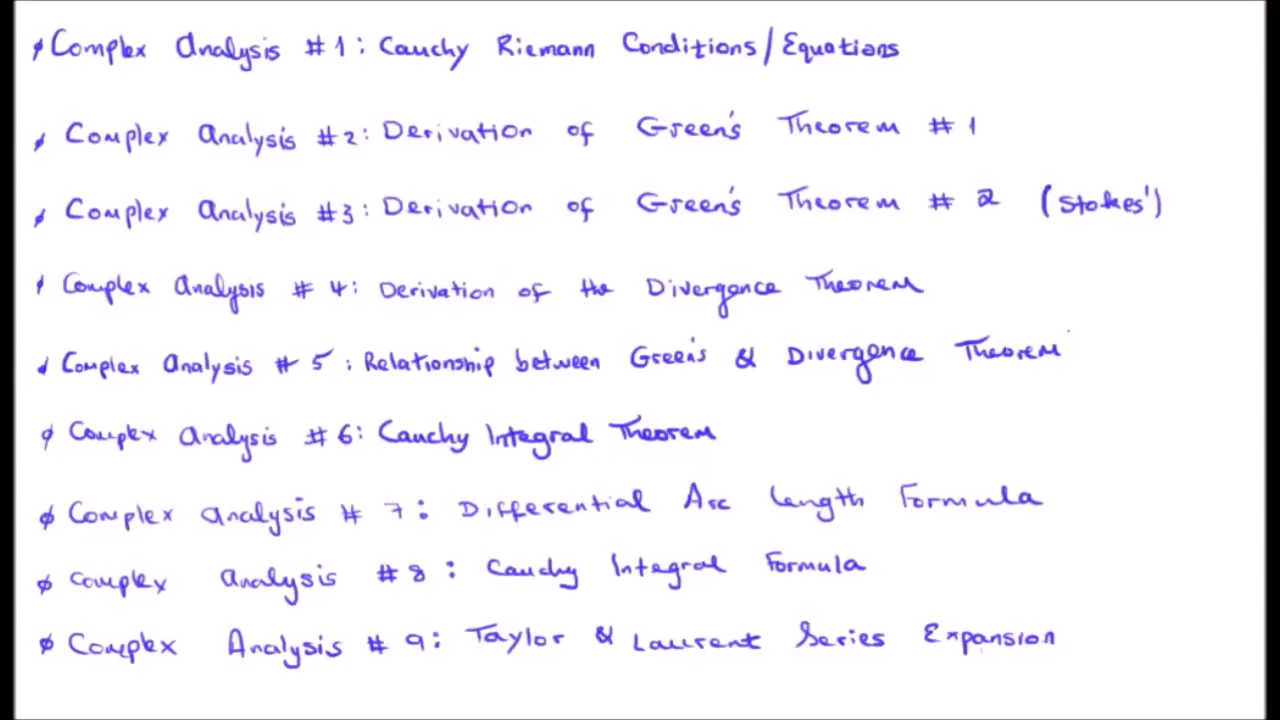 Complex Analysis #1: Cauchy Riemann Conditions/Equations
Complex Analysis #2: Derivation of Green's Theorem #1
Complex Analysis #3: Derivation of Green's Theorem #2 (Stokes')
Complex Analysis #4: Derivation of the Divergence Theorem
Complex Analysis #5: Relationship between Green's & Divergence Theorem
Complex Analysis #6: Cauchy Integral Theorem
Complex Analysis #7: Differential Arc length Formula
Complex Analysis #8: Cauchy Integral Formula
Complex Analysis #9: Taylor & Laurent Series Expansion